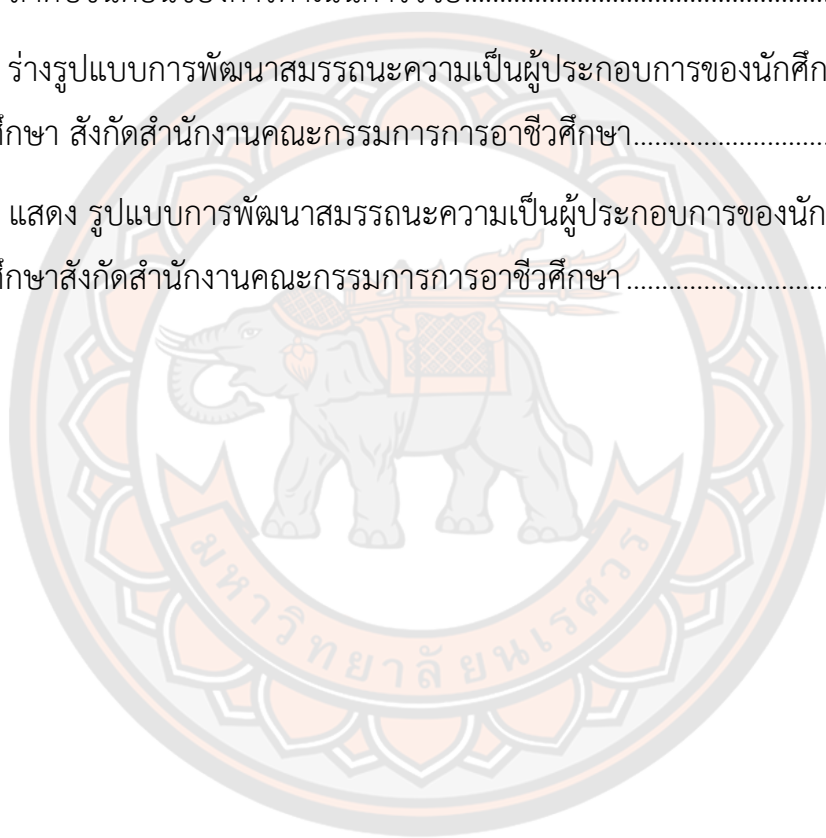 ร่างรูปแบบการพัฒนาสมรรถนะความเป็นผู้ประกอบการของนักศึก
ศึกษา สังกัดสำนักงานคณะกรรมการการอาชีวศึกษา................................
แสดง รูปแบบการพัฒนาสมรรถนะความเป็นผู้ประกอบการของนัก
ศึกษาสังกัดสำนักงานคณะกรรมการการอาชีวศึกษา ................................
มหาวิทยาลัยนเรศวร